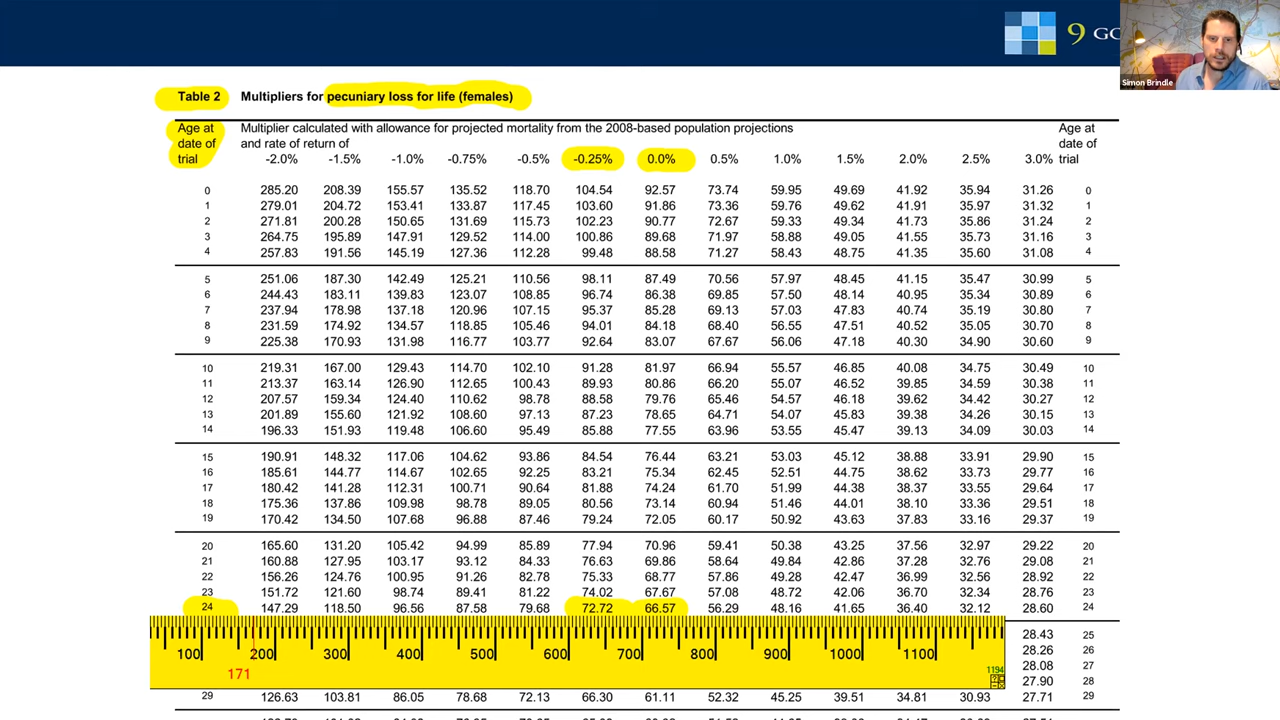 9 GO
Simon Brindle
Table 2 Multipliers for pecuniary loss for life (females)
Age at Multiplier calculated with allowance for projected mortality from the 2008-based population projections Age at
date of and rate of return of date of
trial -2.0% -1.5% -1.0% -0.75% -0.5% -0.25% 0.0% 0.5% 1.0% 1.5% 2.0% 2.5% 3.0% trial
0 285.20 208.39 155.57 135.52 118.70 104.54 92.57 73.74 59.95 49.69 41.92 35.94 31.26 0
1 279.01 204.72 153.41 133.87 117.45 103.60 91.86 73.36 59.76 49.62 41.91 35.97 31.32 1
2 271.81 200.28 150.65 131.69 115.73 102.23 90.77 72.67 59.33 49.34 41.73 35.86 31.24 2
3 264.75 195.89 147.91 129.52 114.00 100.86 89.68 71.97 58.88 49.05 41.55 35.73 31.16 3
4 257.83 191.56 145.19 127.36 112.28 99.48 88.58 71.27 58.43 48.75 41.35 35.60 31.08 4
5 251.06 187.30 142.49 125.21 110.56 98.11 87.49 70.56 57.97 48.45 41.15 35.47 30.99 5
6 244.43 183.11 139.83 123.07 108.85 96.74 86.38 69.85 57.50 48.14 40.95 35.34 30.89 6
7 237.94 178.98 137.18 120.96 107.15 95.37 85.28 69.13 57.03 47.83 40.74 35.19 30.80 7
8 231.59 174.92 134.57 118.85 105.46 94.01 84.18 68.40 56.55 47.51 40.52 35.05 30.70 8
9 225.38 170.93 131.98 116.77 103.77 92.64 83.07 67.67 56.06 47.18 40.30 34.90 30.60 9
10 219.31 167.00 129.43 114.70 102.10 91.28 81.97 66.94 55.57 46.85 40.08 34.75 30.49 10
11 213.37 163.14 126.90 112.65 100.43 89.93 80.86 66.20 55.07 46.52 39.85 34.59 30.38 11
12 207.57 159.34 124.40 110.62 98.78 88.58 79.76 65.46 54.57 46.18 39.62 34.42 30.27 12
13 201.89 155.60 121.92 108.60 97.13 87.23 78.65 64.71 54.07 45.83 39.38 34.26 30.15 13
14 196.33 151.93 119.48 106.60 95.49 85.88 77.55 63.96 53.55 45.47 39.13 34.09 30.03 14
15 190.91 148.32 117.06 104.62 93.86 84.54 76.44 63.21 53.03 45.12 38.88 33.91 29.90 15
16 185.61 144.77 114.67 102.65 92.25 83.21 75.34 62.45 52.51 44.75 38.62 33.73 29.77 16
17 180.42 141.28 112.31 100.71 90.64 81.88 74.24 61.70 51.99 44.38 38.37 33.55 29.64 17
18 175.36 137.86 109.98 98.78 89.05 80.56 73.14 60.94 51.46 44.01 38.10 33.36 29.51 18
19 170.42 134.50 107.68 96.88 87.46 79.24 72.05 60.17 50.92 43.63 37.83 33.16 29.37 19
20 165.60 131.20 105.42 94.99 85.89 77.94 70.96 59.41 50.38 43.25 37.56 32.97 29.22 20
21 160.88 127.95 103.17 93.12 84.33 76.63 69.86 58.64 49.84 42.86 37.28 32.76 29.08 21
22 156.26 124.76 100.95 91.26 82.78 75.33 68.77 57.86 49.28 42.47 36.99 32.56 28.92 22
23 151.72 121.60 98.74 89.41 81.22 74.02 67.67 57.08 48.72 42.06 36.70 32.34 28.76 23
24 147.29 118.50 96.56 87.58 79.68 72.72 66.57 56.29 48.16 41.65 36.40 32.12 28.60 24
28.43 25
28.26 26
28.08 27
27.90 28
100 200 300 400 500 600 700 800 900 1000 1100
171 1194
29 126.63 103.81 86.05 78.68 72.13 66.30 61.11 52.32 45.25 39.51 34.81 30.93 27.71 29